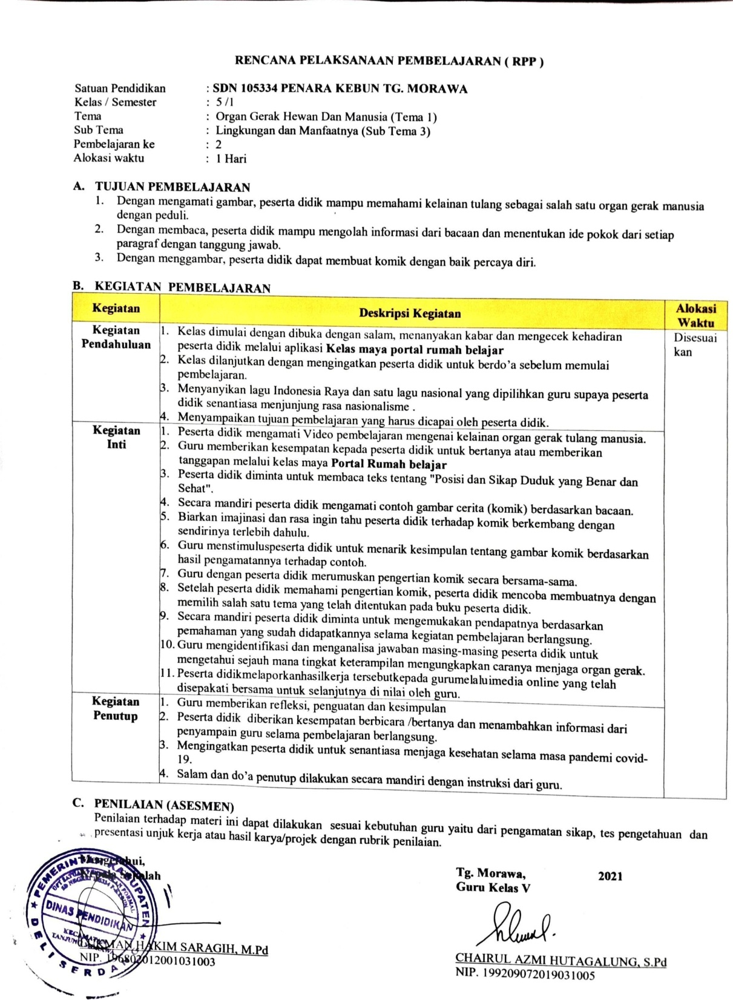 RENCANA PELAKSANAAN PEMBELAJARAN ( RPP )
Satuan Pendidikan : SDN 105334 PENARA KEBUN TG. MORAWA
Kelas / Semester : 5 /1
Tema : Organ Gerak Hewan Dan Manusia (Tema 1)
Sub Tema : Lingkungan dan Manfaatnya (Sub Tema 3)
Pembelajaran ke : 2
Alokasi waktu : 1 Hari
A. TUJUAN PEMBELAJARAN
1. Dengan mengamati gambar, peserta didik mampu memahami kelainan tulang sebagai salah satu organ gerak manusia
dengan peduli.
2. Dengan membaca, peserta didik mampu mengolah informasi dari bacaan dan menentukan ide pokok dari setiap
paragraf dengan tanggung jawab.
3. Dengan menggambar, peserta didik dapat membuat komik dengan baik percaya diri.
B. KEGIATAN PEMBELAJARAN
Kegiatan Deskripsi Kegiatan Alokasi
Waktu
Kegiatan
Pendahuluan
1. Kelas dimulai dengan dibuka dengan salam, menanyakan kabar dan mengecek kehadiran
peserta didik melalui aplikasi Kelas maya portal rumah belajar
2. Kelas dilanjutkan dengan mengingatkan peserta didik untuk berdo’a sebelum memulai
pembelajaran.
3. Menyanyikan lagu Indonesia Raya dan satu lagu nasional yang dipilihkan guru supaya peserta
didik senantiasa menjunjung rasa nasionalisme .
4. Menyampaikan tujuan pembelajaran yang harus dicapai oleh peserta didik.
Disesuai
kan
Kegiatan
Inti
1. Peserta didik mengamati Video pembelajaran mengenai kelainan organ gerak tulang manusia.
2. Guru memberikan kesempatan kepada peserta didik untuk bertanya atau memberikan
tanggapan melalui kelas maya Portal Rumah belajar
3. Peserta didik diminta untuk membaca teks tentang "Posisi dan Sikap Duduk yang Benar dan
Sehat".
4. Secara mandiri peserta didik mengamati contoh gambar cerita (komik) berdasarkan bacaan.
5. Biarkan imajinasi dan rasa ingin tahu peserta didik terhadap komik berkembang dengan
sendirinya terlebih dahulu.
6. Guru menstimuluspeserta didik untuk menarik kesimpulan tentang gambar komik berdasarkan
hasil pengamatannya terhadap contoh.
7. Guru dengan peserta didik merumuskan pengertian komik secara bersama-sama.
8. Setelah peserta didik memahami pengertian komik, peserta didik mencoba membuatnya dengan
memilih salah satu tema yang telah ditentukan pada buku peserta didik.
9. Secara mandiri peserta didik diminta untuk mengemukakan pendapatnya berdasarkan
pemahaman yang sudah didapatkannya selama kegiatan pembelajaran berlangsung.
10. Guru mengidentifikasi dan menganalisa jawaban masing-masing peserta didik untuk
mengetahui sejauh mana tingkat keterampilan mengungkapkan caranya menjaga organ gerak.
11. Peserta didikmelaporkanhasilkerja tersebutkepada gurumelaluimedia online yang telah
disepakati bersama untuk selanjutnya di nilai oleh guru.
Kegiatan
Penutup
1. Guru memberikan refleksi, penguatan dan kesimpulan
2. Peserta didik diberikan kesempatan berbicara /bertanya dan menambahkan informasi dari
penyampain guru selama pembelajaran berlangsung.
3. Mengingatkan peserta didik untuk senantiasa menjaga kesehatan selama masa pandemi covid-
19.
4. Salam dan do’a penutup dilakukan secara mandiri dengan instruksi dari guru.
C. PENILAIAN (ASESMEN)
Penilaian terhadap materi ini dapat dilakukan sesuai kebutuhan guru yaitu dari pengamatan sikap, tes pengetahuan dan
presentasi unjuk kerja atau hasil karya/projek dengan rubrik penilaian.
Mengetahui,
Kepala Sekolah
PEMERINTAH KABUPATEN
DINAS PENDIDIKAN
KECAMATAN
TANJUNG MORAWA
DELI SERDANG
HAKIM SARAGIH, M.Pd
NIP. 196802012001031003
Tg. Morawa, 2021
Guru Kelas V
CHAIRUL AZMI HUTAGALUNG, S.Pd
NIP. 199209072019031005